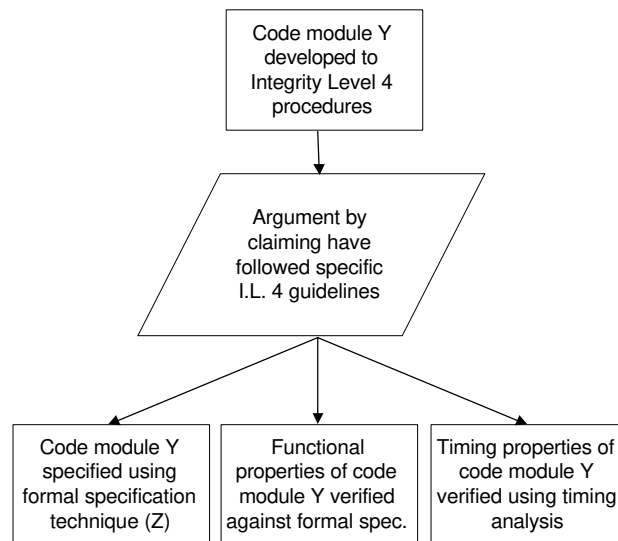 Code module Y
developed to
Integrity Level 4
procedures
Argument by
claiming have
followed specific
I.L. 4 guidelines
Code module Y
specified using
formal specification
technique (Z)
Functional
properties of code
module Y verified
against formal spec.
Timing properties of
code module Y
verified using timing
analysis